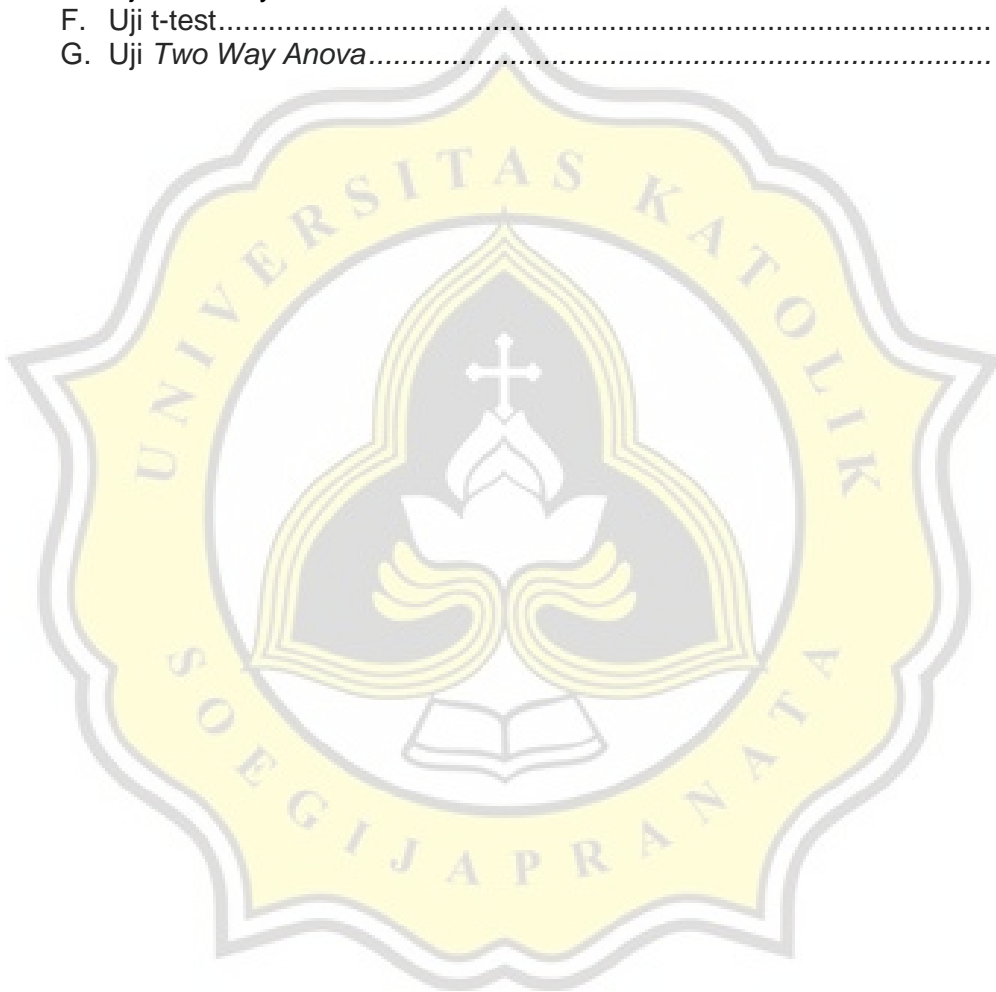 F. Uji t-test........................................................................................
G. Uji Two Way Anova............................................................................
UNIVERSITAS KATOLIK
SOEGIJAPRANATA